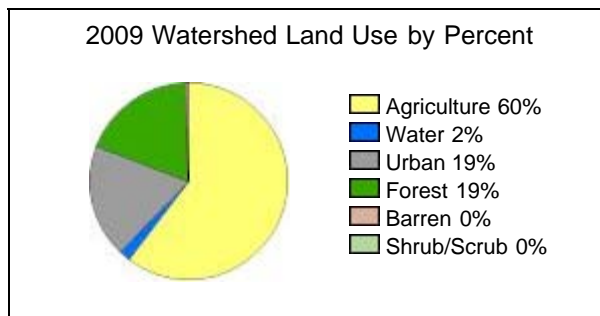 2009 Watershed Land Use by Percent
Agriculture 60%
Water 2%
Urban 19%
Forest 19%
Barren 0%
Shrub/Scrub 0%